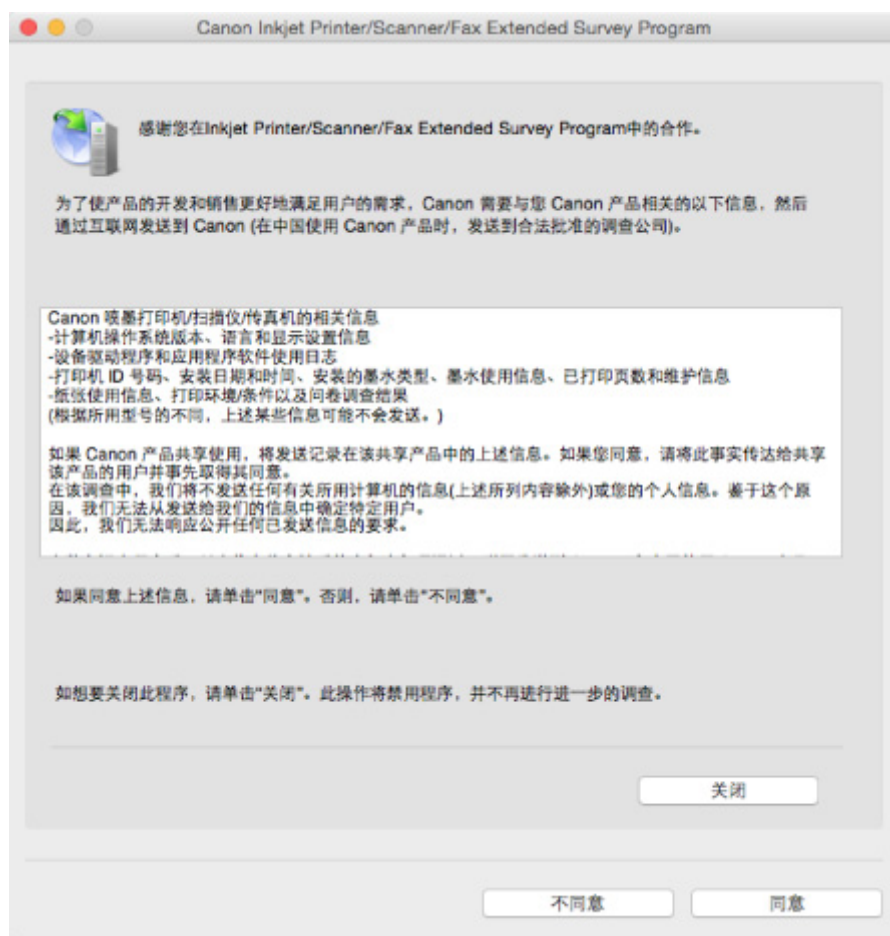 Canon Inkjet Printer/Scanner/Fax Extended Survey Program
感谢您在Inkjet Printer/Scanner/Fax Extended Survey Program中的合作。
为了使产品的开发和销售更好地满足用户的需求，Canon 需要与您 Canon 产品相关的以下信息，然后
通过互联网发送到 Canon (在中国使用 Canon 产品时，发送到合法批准的调查公司)。
Canon 喷墨打印机/扫描仪/传真机的相关信息
-计算机操作系统版本、语言和显示设置信息
-设备驱动程序和应用程序软件使用日志
-打印机 ID 号码、安装日期和时间、安装的墨水类型、墨水使用信息、已打印页数和维护信息
-纸张使用信息、打印环境/条件以及问卷调查结果
(根据所用型号的不同，上述某些信息可能不会发送。)
如果 Canon 产品共享使用，将发送记录在该共享产品中的上述信息。如果您同意，请将此事实传达给共享
该产品的用户并事先取得其同意。
在该调查中，我们将不发送任何有关所用计算机的信息(上述所列内容除外)或您的个人信息。鉴于这个原
因，我们无法从发送给我们的信息中确定特定用户。
因此，我们无法响应公开任何已发送信息的要求。
如果同意上述信息，请单击“同意”。否则，请单击“不同意”。
如想要关闭此程序，请单击“关闭”。此操作将禁用程序，并不再进行进一步的调查。
关闭
不同意
同意